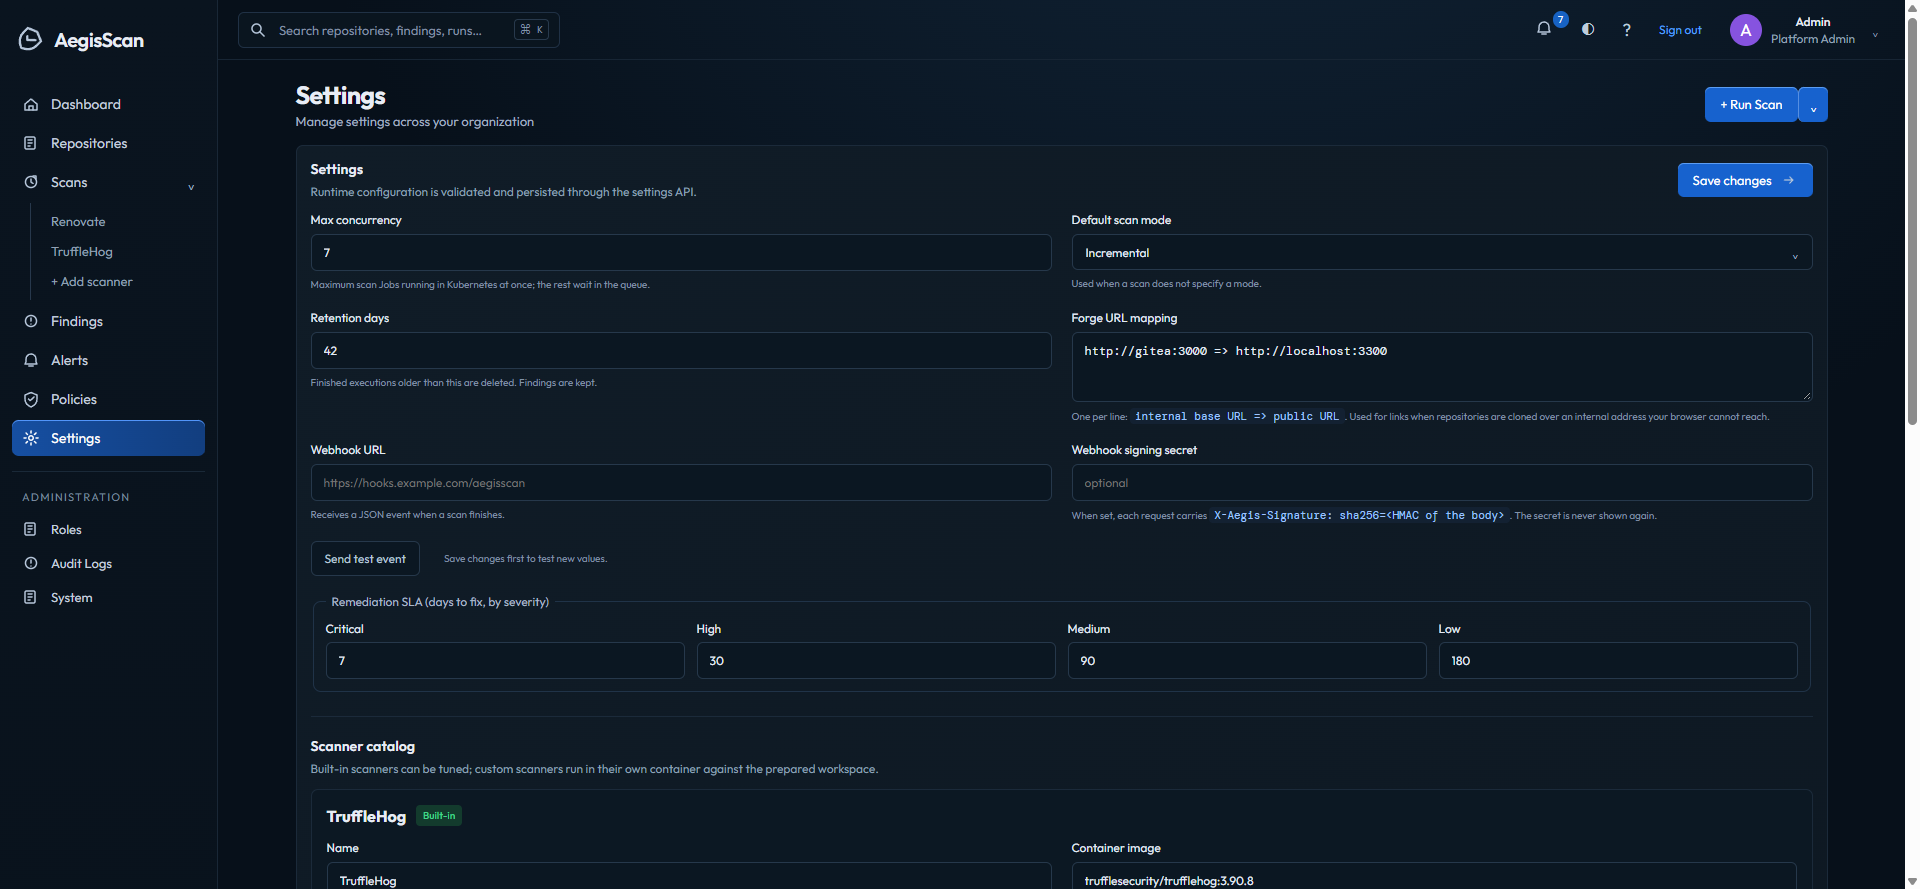 AegisScan
Search repositories, findings, runs...
⌘ K
7
?
Sign out
A
Admin
Platform Admin
Dashboard
Repositories
Scans
Renovate
TruffleHog
+ Add scanner
Findings
Alerts
Policies
Settings
ADMINISTRATION
Roles
Audit Logs
System
Settings
Manage settings across your organization
+ Run Scan
Settings
Runtime configuration is validated and persisted through the settings API.
Save changes →
Max concurrency
7
Maximum scan Jobs running in Kubernetes at once; the rest wait in the queue.
Default scan mode
Incremental
Used when a scan does not specify a mode.
Retention days
42
Finished executions older than this are deleted. Findings are kept.
Forge URL mapping
http://gitea:3000 => http://localhost:3300
One per line: internal base URL => public URL . Used for links when repositories are cloned over an internal address your browser cannot reach.
Webhook URL
https://hooks.example.com/aegisscan
Receives a JSON event when a scan finishes.
Webhook signing secret
optional
When set, each request carries X-Aegis-Signature: sha256=<HMAC of the body> . The secret is never shown again.
Send test event
Save changes first to test new values.
Remediation SLA (days to fix, by severity)
Critical
7
High
30
Medium
90
Low
180
Scanner catalog
Built-in scanners can be tuned; custom scanners run in their own container against the prepared workspace.
TruffleHog Built-in
Name
TruffleHog
Container image
trufflesecurity/trufflehog:3.90.8